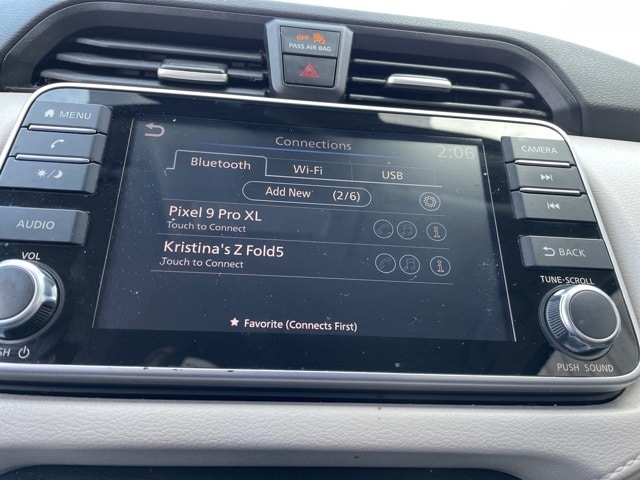 OFF
PASS AIR BAG
MENU
CAMERA
Connections
2:06
Bluetooth
Wi-Fi
USB
Add New (2/6)
Pixel 9 Pro XL
Touch to Connect
i
Kristina's Z Fold5
Touch to Connect
i
AUDIO
BACK
VOL
TUNE·SCROLL
★ Favorite (Connects First)
SH
PUSH SOUND